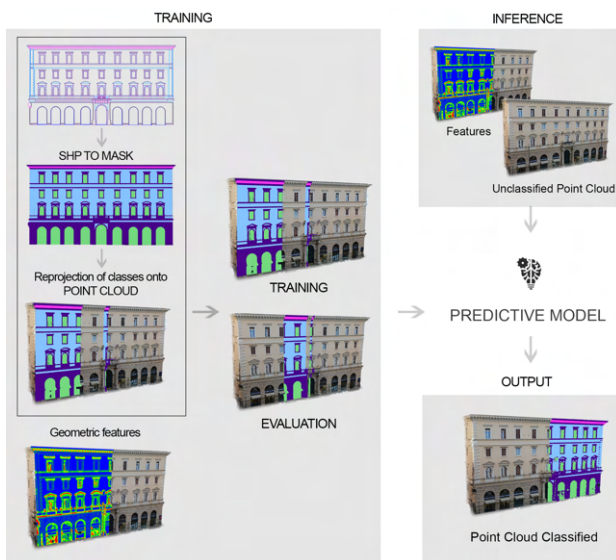 TRAINING
SHP TO MASK
Reprojection of classes onto
POINT CLOUD
Geometric features
TRAINING
EVALUATION
INFERENCE
Features
Unclassified Point Cloud
PREDICTIVE MODEL
OUTPUT
Point Cloud Classified